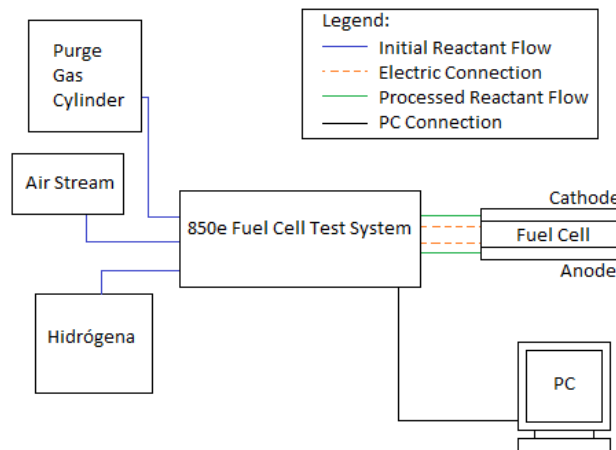 Legend:
Initial Reactant Flow
Electric Connection
Processed Reactant Flow
PC Connection
Purge
Gas
Cylinder
Air Stream
850e Fuel Cell Test System
Cathode
Fuel Cell
Anode
Hidrógena
PC